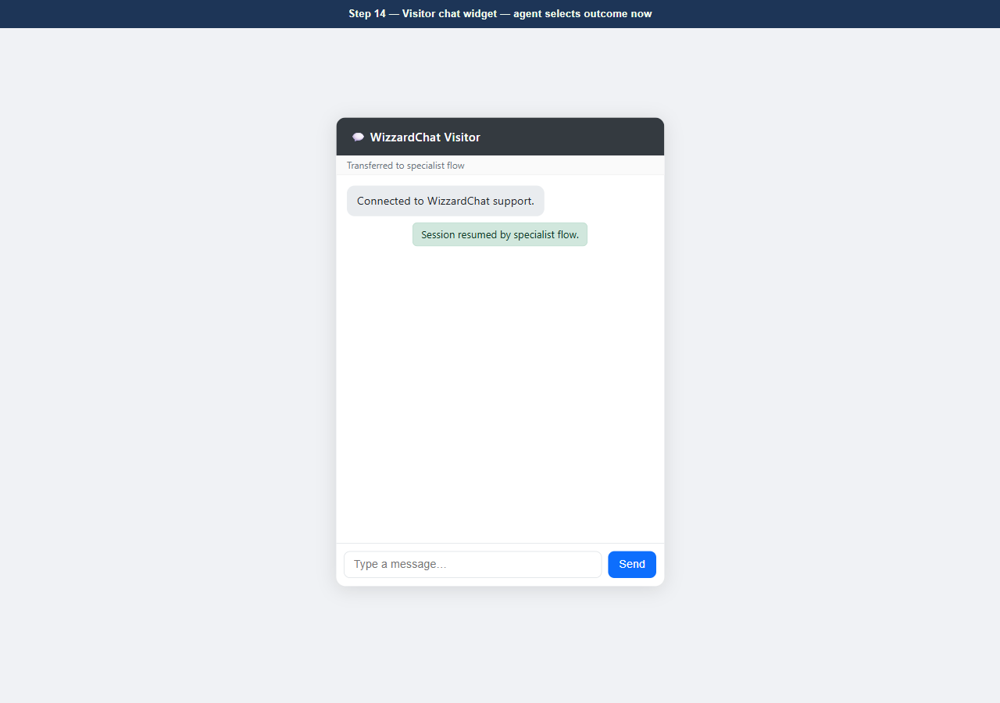 Step 14 — Visitor chat widget — agent selects outcome now
WizzardChat Visitor
Transferred to specialist flow
Connected to WizzardChat support.
Session resumed by specialist flow.
Type a message…
Send